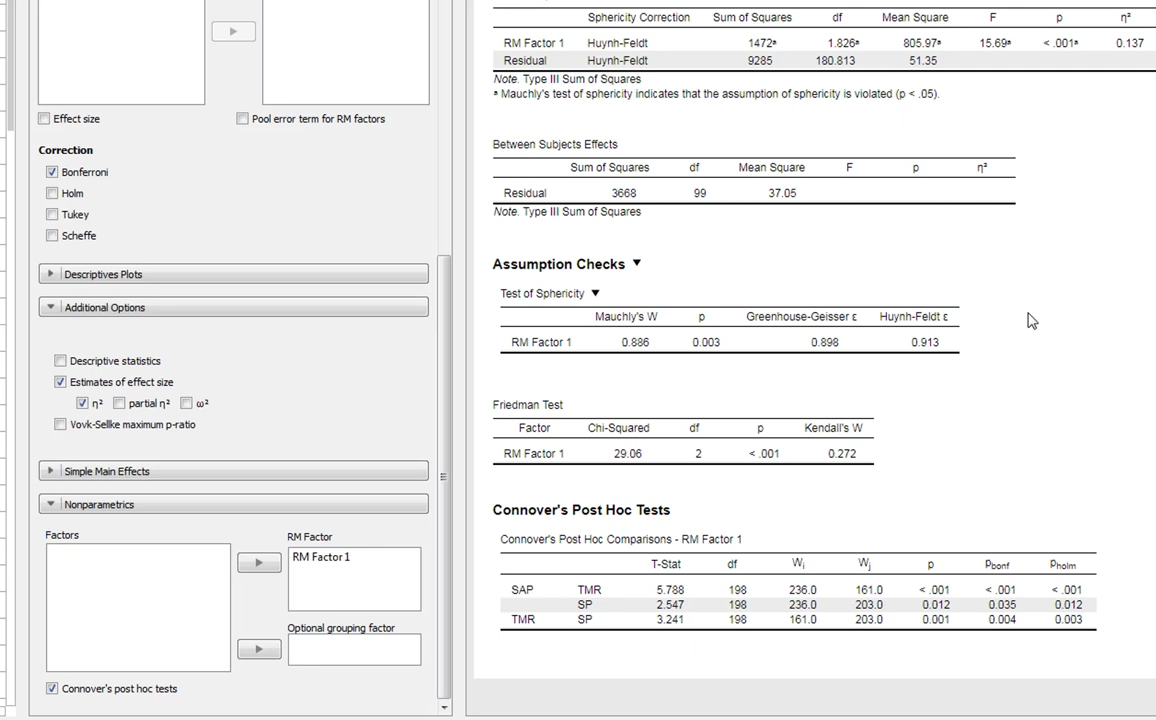 Effect size
Pool error term for RM factors
Correction
Bonferroni
Holm
Tukey
Scheffe
Descriptives Plots
Additional Options
Descriptive statistics
Estimates of effect size
η² partial η² ω²
Vovk-Sellke maximum p-ratio
Simple Main Effects
Nonparametrics
Factors
RM Factor
RM Factor 1
Optional grouping factor
Connover's post hoc tests
Sphericity Correction Sum of Squares df Mean Square F p η²
RM Factor 1 Huynh-Feldt 1472ᵃ 1.826ᵃ 805.97ᵃ 15.69ᵃ < .001ᵃ 0.137
Residual Huynh-Feldt 9285 180.813 51.35
Note. Type III Sum of Squares
ᵃ Mauchly's test of sphericity indicates that the assumption of sphericity is violated (p < .05).
Between Subjects Effects
Sum of Squares df Mean Square F p η²
Residual 3668 99 37.05
Note. Type III Sum of Squares
Assumption Checks ▼
Test of Sphericity ▼
Mauchly's W p Greenhouse-Geisser ε Huynh-Feldt ε
RM Factor 1 0.886 0.003 0.898 0.913
Friedman Test
Factor Chi-Squared df p Kendall's W
RM Factor 1 29.06 2 < .001 0.272
Connover's Post Hoc Tests
Connover's Post Hoc Comparisons - RM Factor 1
T-Stat df Wᵢ Wⱼ p pbonf pholm
SAP TMR 5.788 198 236.0 161.0 < .001 < .001 < .001
SP 2.547 198 236.0 203.0 0.012 0.035 0.012
TMR SP 3.241 198 161.0 203.0 0.001 0.004 0.003